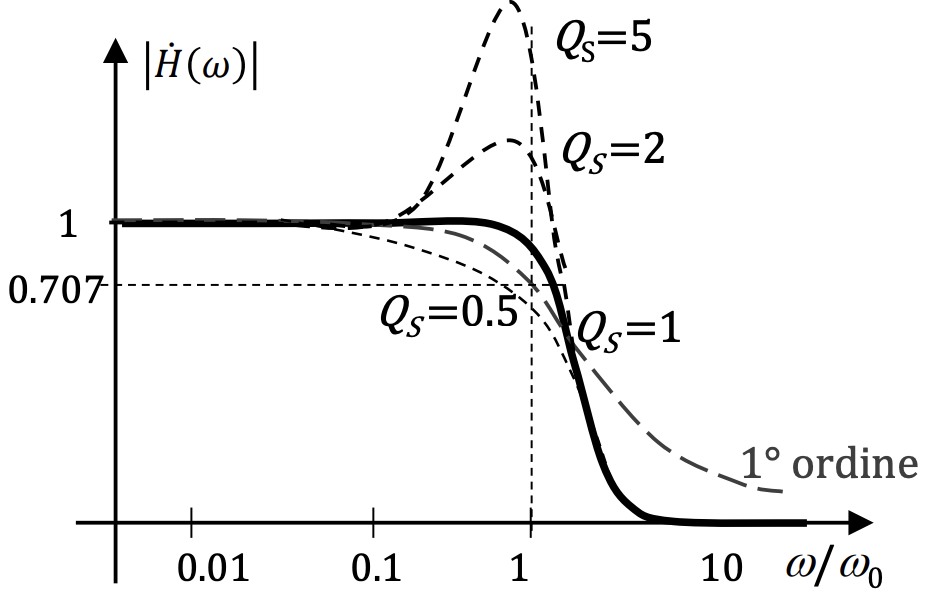 |Ḣ(ω)|
Q_S=5
Q_S=2
1
0.707
Q_S=0.5
Q_S=1
1° ordine
0.01
0.1
1
10
ω/ω₀